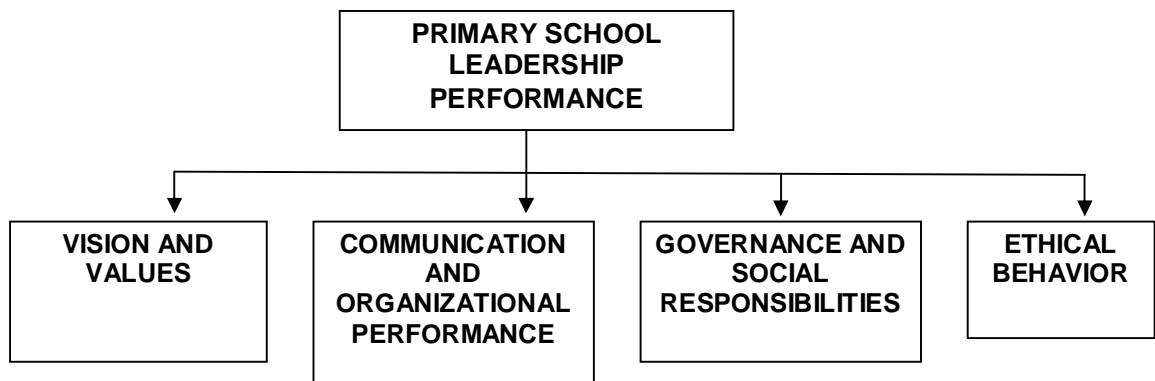 PRIMARY SCHOOL
LEADERSHIP
PERFORMANCE
VISION AND
VALUES
COMMUNICATION
AND
ORGANIZATIONAL
PERFORMANCE
GOVERNANCE AND
SOCIAL
RESPONSIBILITIES
ETHICAL
BEHAVIOR